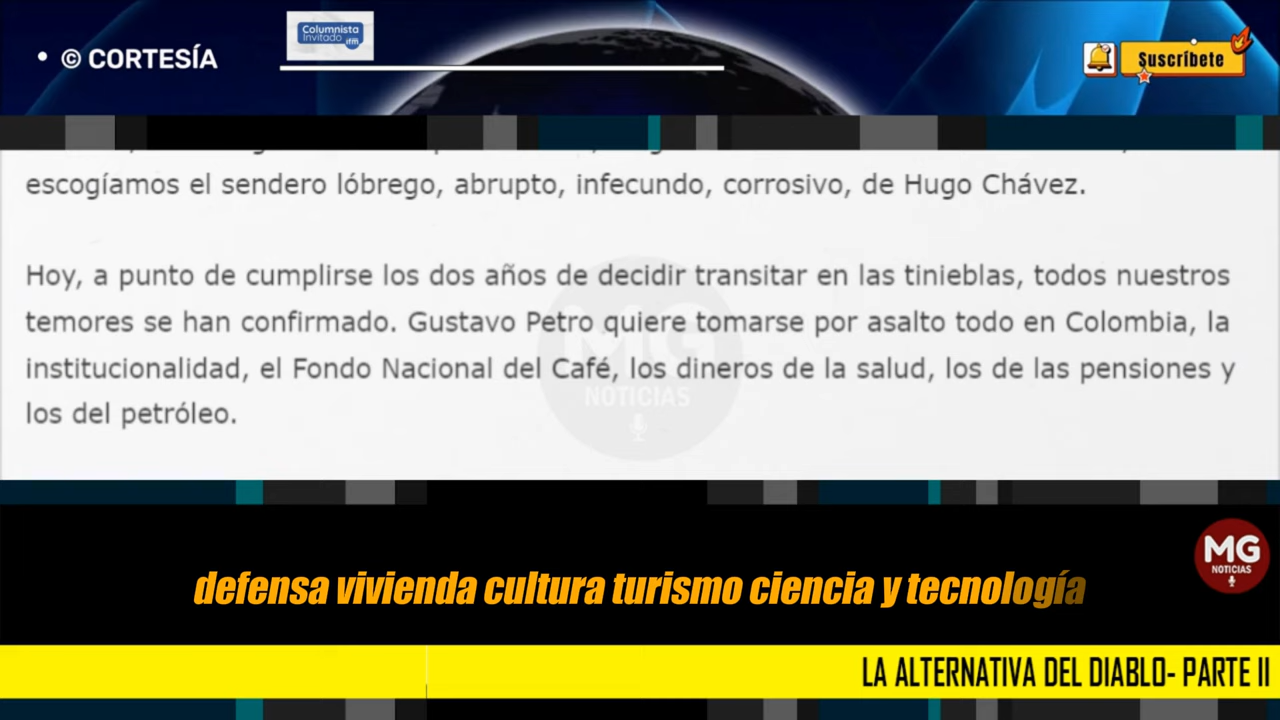 © CORTESÍA
Columnista
Invitado
ifm
Suscríbete
escogíamos el sendero lóbrego, abrupto, infecundo, corrosivo, de Hugo Chávez.
Hoy, a punto de cumplirse los dos años de decidir transitar en las tinieblas, todos nuestros
temores se han confirmado. Gustavo Petro quiere tomarse por asalto todo en Colombia, la
institucionalidad, el Fondo Nacional del Café, los dineros de la salud, los de las pensiones y
los del petróleo.
MG
NOTICIAS
defensa vivienda cultura turismo ciencia y tecnología
MG
NOTICIAS
LA ALTERNATIVA DEL DIABLO- PARTE II